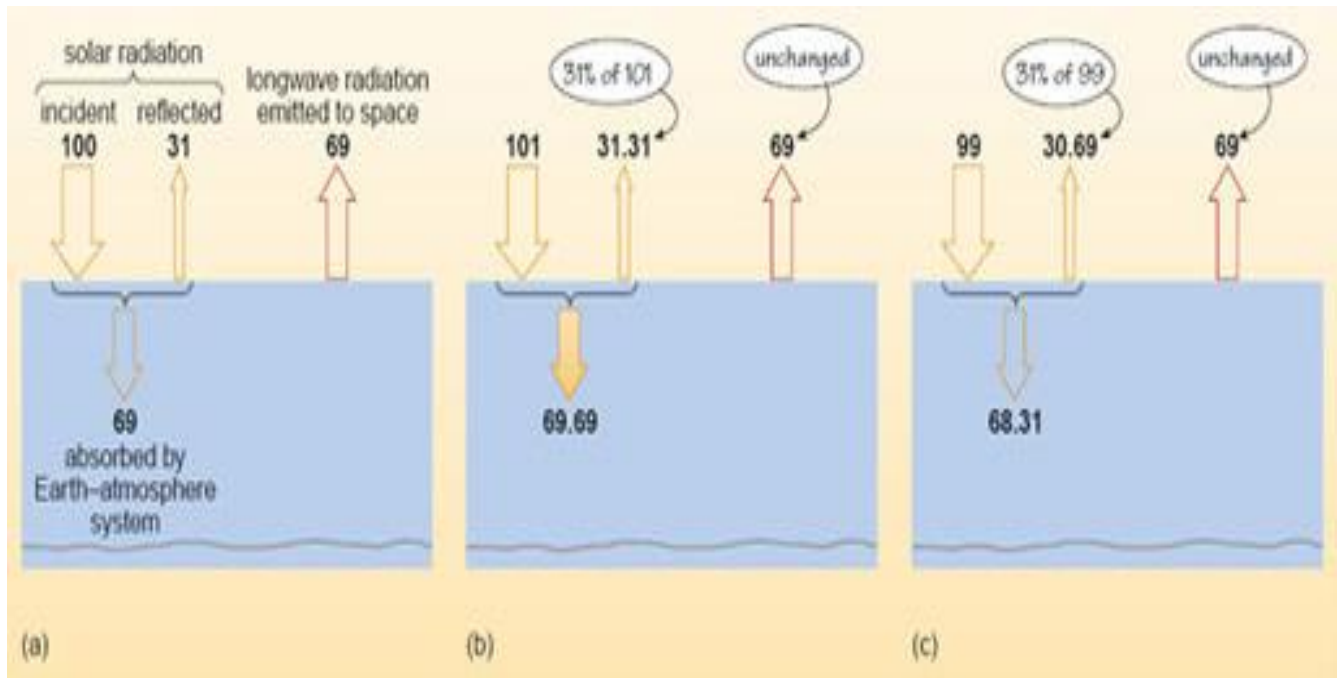 solar radiation
incident reflected
100 31
longwave radiation
emitted to space
69
69
absorbed by
Earth–atmosphere
system
(a)
31% of 101
unchanged
101 31.31 69
69.69
(b)
31% of 99
unchanged
99 30.69 69
68.31
(c)